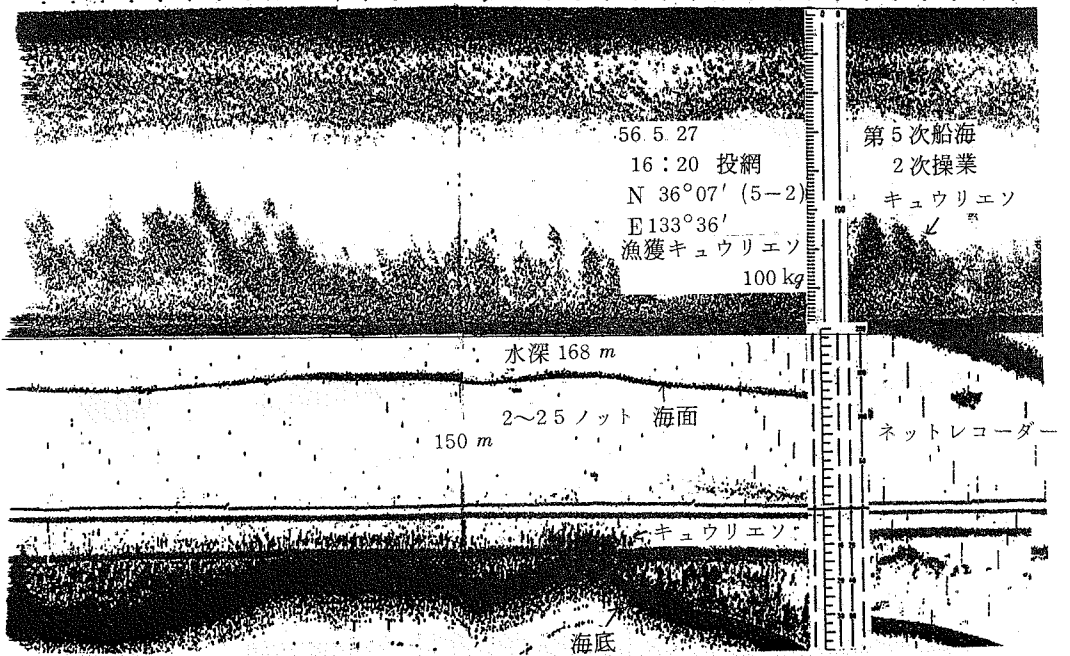 56 5 27
16：20 投網
N 36°07′ (5-2)
E133°36′
漁獲キュウリエソ
100 kg
第5次船海
2次操業
キュウリエソ
水深 168 m
2～25ノット 海面
150 m
ネットレコーダー
キュウリエソ
海底